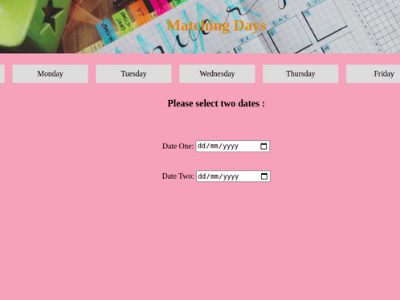 Matching Days
Monday
Tuesday
Wednesday
Thursday
Friday
Please select two dates :
Date One: dd/mm/yyyy
Date Two: dd/mm/yyyy